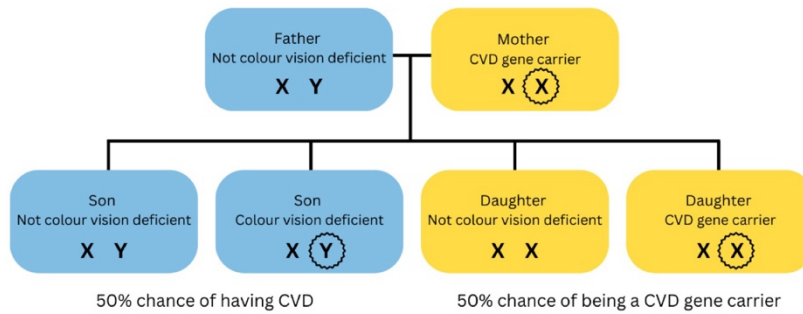 Father
Not colour vision deficient
X Y
Mother
CVD gene carrier
X X
Son
Not colour vision deficient
X Y
Son
Colour vision deficient
X Y
Daughter
Not colour vision deficient
X X
Daughter
CVD gene carrier
X X
50% chance of having CVD
50% chance of being a CVD gene carrier